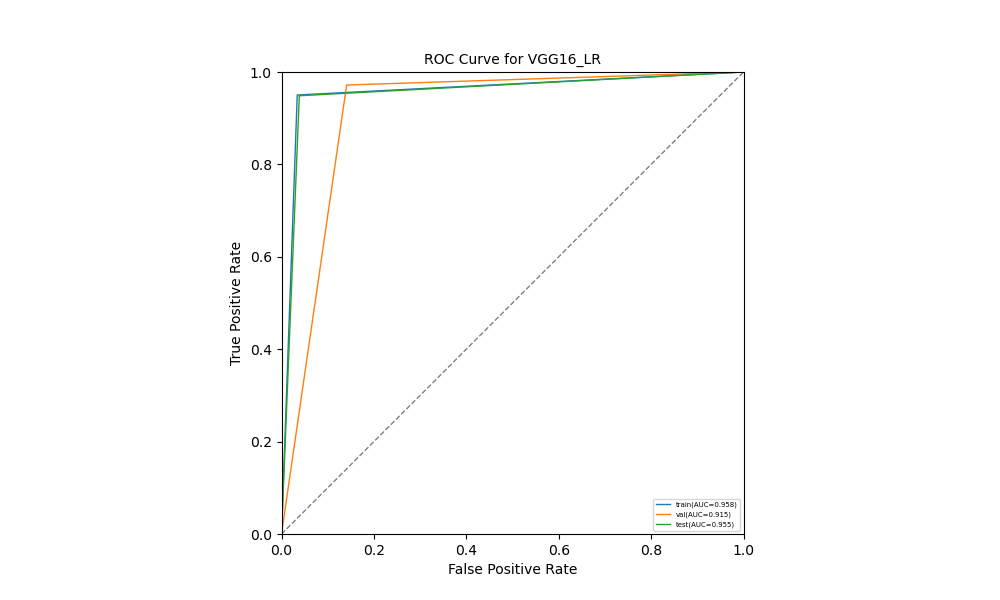 ROC Curve for VGG16_LR
True Positive Rate
1.0
0.8
0.6
0.4
0.2
0.0
train(AUC=0.958)
val(AUC=0.915)
test(AUC=0.955)
0.0 0.2 0.4 0.6 0.8 1.0
False Positive Rate